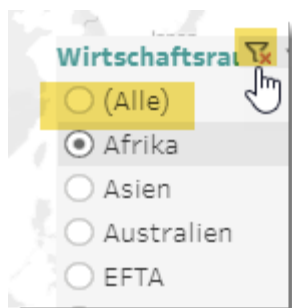 Wirtschaftsrau
(Alle)
Afrika
Asien
Australien
EFTA